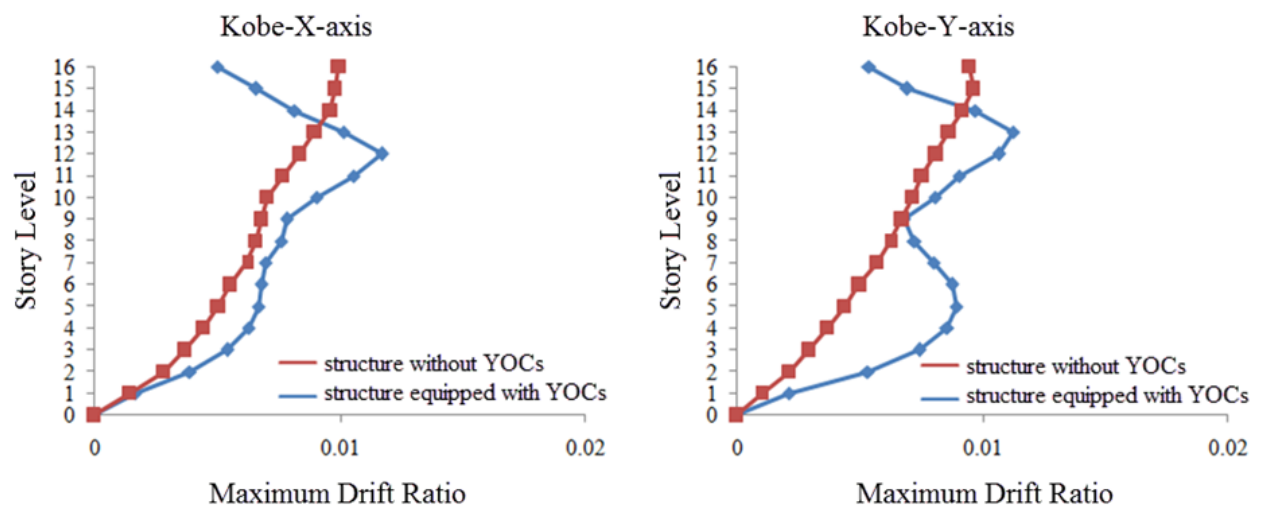 Kobe-X-axis
Story Level
16
15
14
13
12
11
10
9
8
7
6
5
4
3
2
1
0
structure without YOCs
structure equipped with YOCs
0 0.01 0.02
Maximum Drift Ratio
Kobe-Y-axis
Story Level
16
15
14
13
12
11
10
9
8
7
6
5
4
3
2
1
0
structure without YOCs
structure equipped with YOCs
0 0.01 0.02
Maximum Drift Ratio